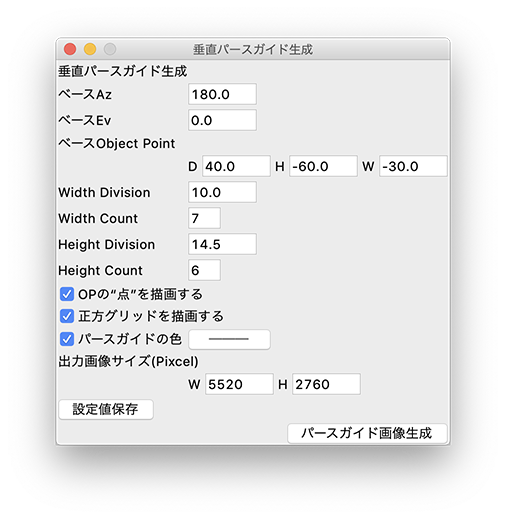 垂直パースガイド生成
垂直パースガイド生成
ベースAz 180.0
ベースEv 0.0
ベースObject Point
D 40.0 H -60.0 W -30.0
Width Division 10.0
Width Count 7
Height Division 14.5
Height Count 6
OPの“点”を描画する
正方グリッドを描画する
パースガイドの色
出力画像サイズ(Pixcel)
W 5520 H 2760
設定値保存
パースガイド画像生成